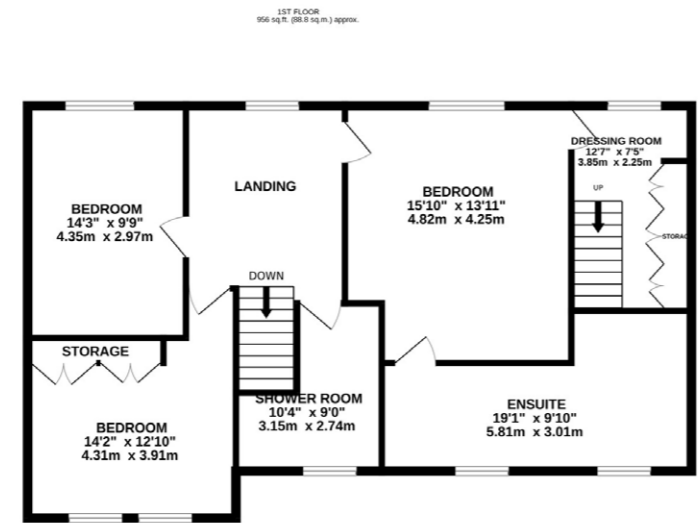 1ST FLOOR
956 sq.ft. (88.8 sq.m.) approx.
BEDROOM
14'3" x 9'9"
4.35m x 2.97m
LANDING
BEDROOM
15'10" x 13'11"
4.82m x 4.25m
DRESSING ROOM
12'7" x 7'5"
3.85m x 2.25m
UP
STORAG
DOWN
STORAGE
BEDROOM
14'2" x 12'10"
4.31m x 3.91m
SHOWER ROOM
10'4" x 9'0"
3.15m x 2.74m
ENSUITE
19'1" x 9'10"
5.81m x 3.01m